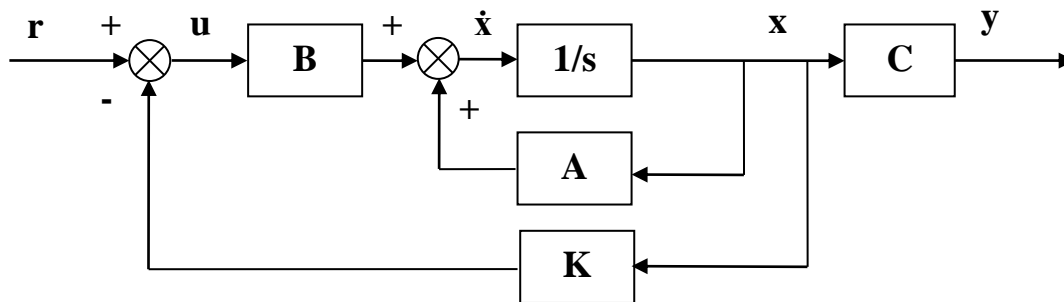 r + u + ẋ x y
B 1/s C
- +
A
K